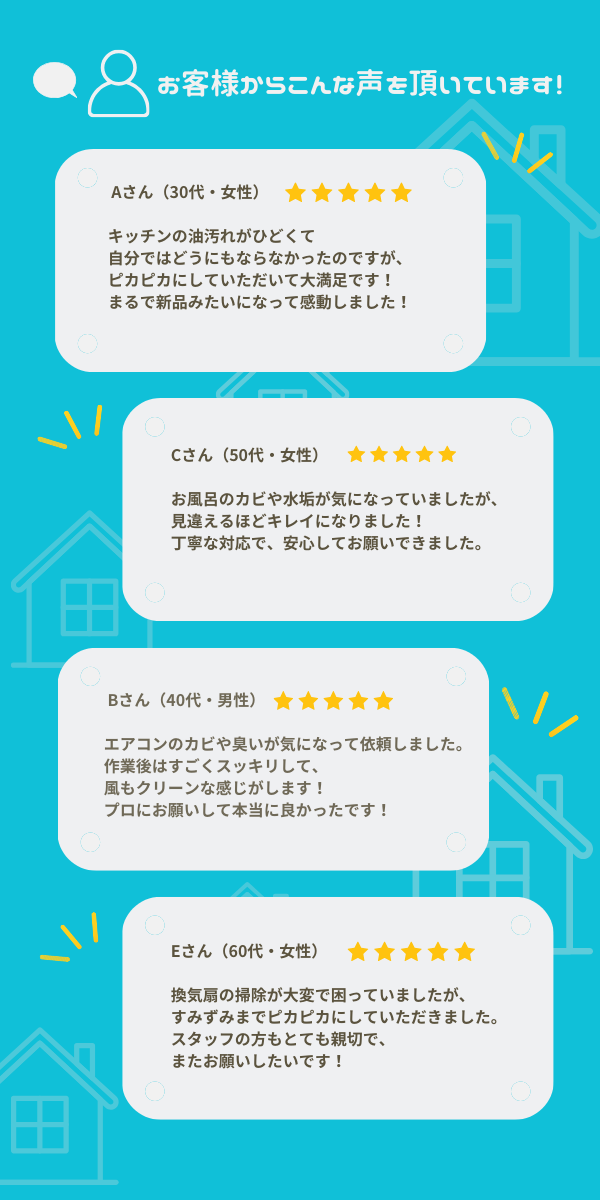 お客様からこんな声を頂いています!
Aさん（30代・女性） ★★★★★
キッチンの油汚れがひどくて
自分ではどうにもならなかったのですが、
ピカピカにしていただいて大満足です！
まるで新品みたいになって感動しました！
Cさん（50代・女性） ★★★★★
お風呂のカビや水垢が気になっていましたが、
見違えるほどキレイになりました！
丁寧な対応で、安心してお願いできました。
Bさん（40代・男性） ★★★★★
エアコンのカビや臭いが気になって依頼しました。
作業後はすごくスッキリして、
風もクリーンな感じがします！
プロにお願いして本当に良かったです！
Eさん（60代・女性） ★★★★★
換気扇の掃除が大変で困っていましたが、
すみずみまでピカピカにしていただきました。
スタッフの方もとても親切で、
またお願いしたいです！